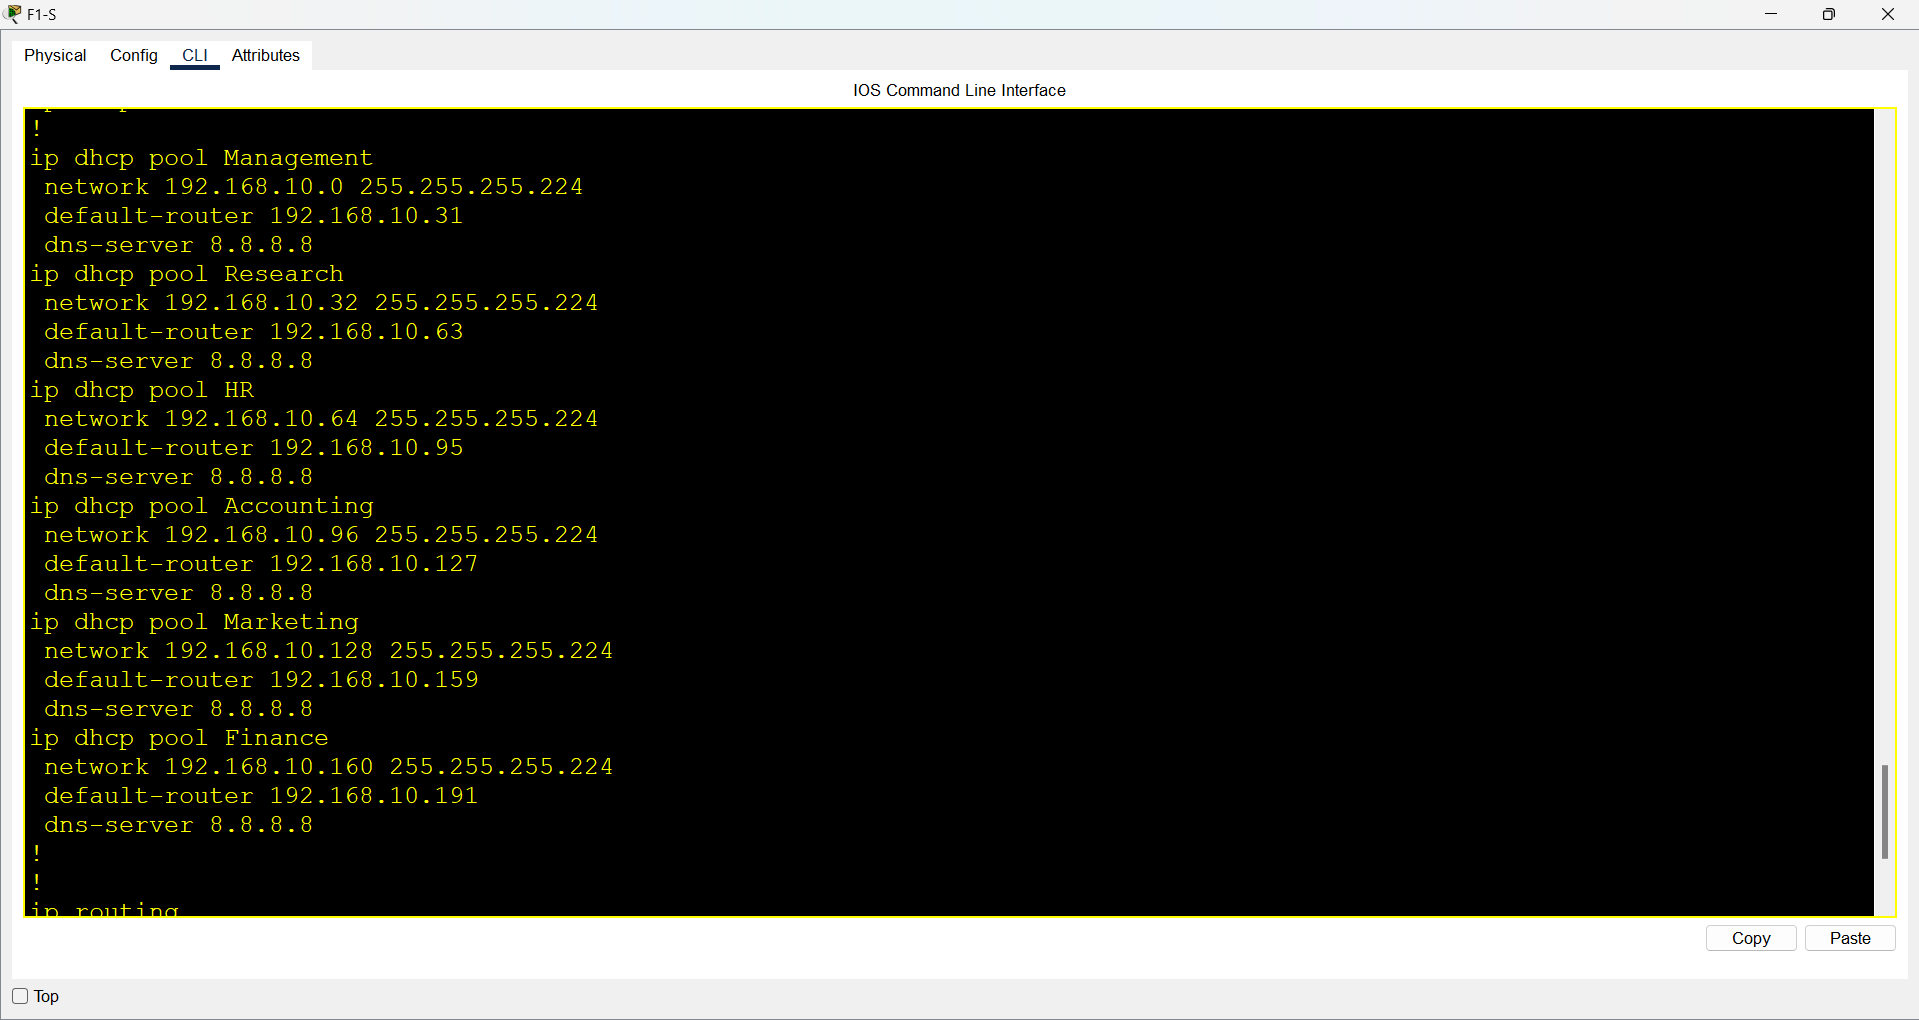 F1-S
Physical Config CLI Attributes
IOS Command Line Interface
!
ip dhcp pool Management
network 192.168.10.0 255.255.255.224
default-router 192.168.10.31
dns-server 8.8.8.8
ip dhcp pool Research
network 192.168.10.32 255.255.255.224
default-router 192.168.10.63
dns-server 8.8.8.8
ip dhcp pool HR
network 192.168.10.64 255.255.255.224
default-router 192.168.10.95
dns-server 8.8.8.8
ip dhcp pool Accounting
network 192.168.10.96 255.255.255.224
default-router 192.168.10.127
dns-server 8.8.8.8
ip dhcp pool Marketing
network 192.168.10.128 255.255.255.224
default-router 192.168.10.159
dns-server 8.8.8.8
ip dhcp pool Finance
network 192.168.10.160 255.255.255.224
default-router 192.168.10.191
dns-server 8.8.8.8
!
!
ip routing
Copy Paste
Top